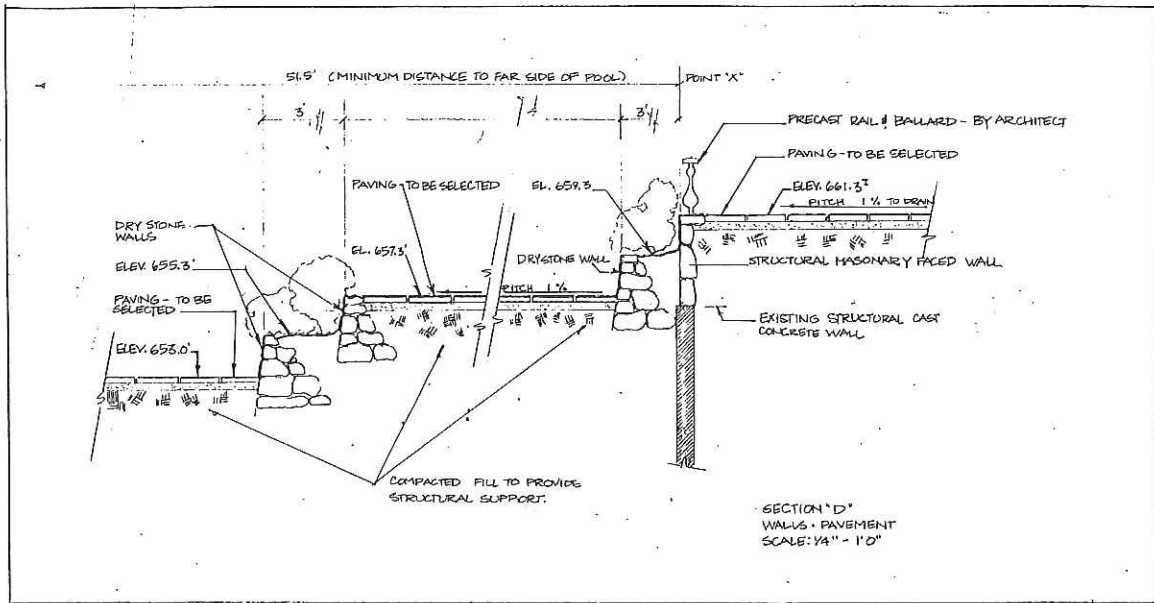 51.5' (MINIMUM DISTANCE TO FAR SIDE OF POOL)
POINT "X"
3'
3'
PRECAST RAIL & BALLARD - BY ARCHITECT
PAVING - TO BE SELECTED
PAVING - TO BE SELECTED
EL. 659.3
ELEV. 661.3
PITCH 1% TO DRAIN
DRY STONE
WALLS
EL. 657.3'
DRY STONE WALL
STRUCTURAL MASONARY FACED WALL
ELEV. 655.3'
PITCH 1%
PAVING - TO BE
SELECTED
EXISTING STRUCTURAL CAST
CONCRETE WALL
ELEV. 653.0'
COMPACTED FILL TO PROVIDE
STRUCTURAL SUPPORT.
SECTION "D"
WALLS + PAVEMENT
SCALE: 1/4" - 1'0"